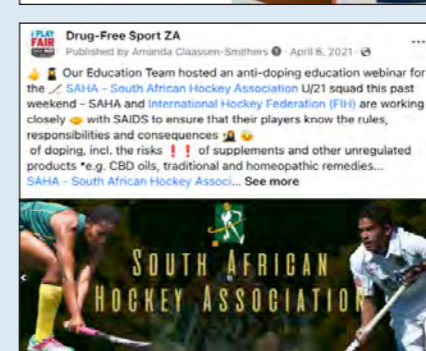 I PLAY
FAIR
Drug-Free Sport ZA
Published by Amanda Claassen-Smithers · April 6, 2021 ·
Our Education Team hosted an anti-doping education webinar for
the SAHA - South African Hockey Association U/21 squad this past
weekend - SAHA and International Hockey Federation (FIH) are working
closely with SAIDS to ensure that their players know the rules,
responsibilities and consequences
of doping, incl. the risks ❗❗ of supplements and other unregulated
products *e.g. CBD oils, traditional and homeopathic remedies...
SAHA - South African Hockey Associ... See more
SOUTH AFRICAN
HOCKEY ASSOCIATION